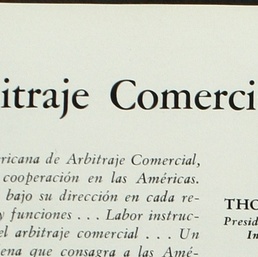 itraje Comerci
ricana de Arbitraje Comercial,
cooperación en las Américas.
bajo su dirección en cada re-
y funciones . . . Labor instruc-
el arbitraje comercial . . . Un
ena que consagra a las Amé-
THO
Presid
In